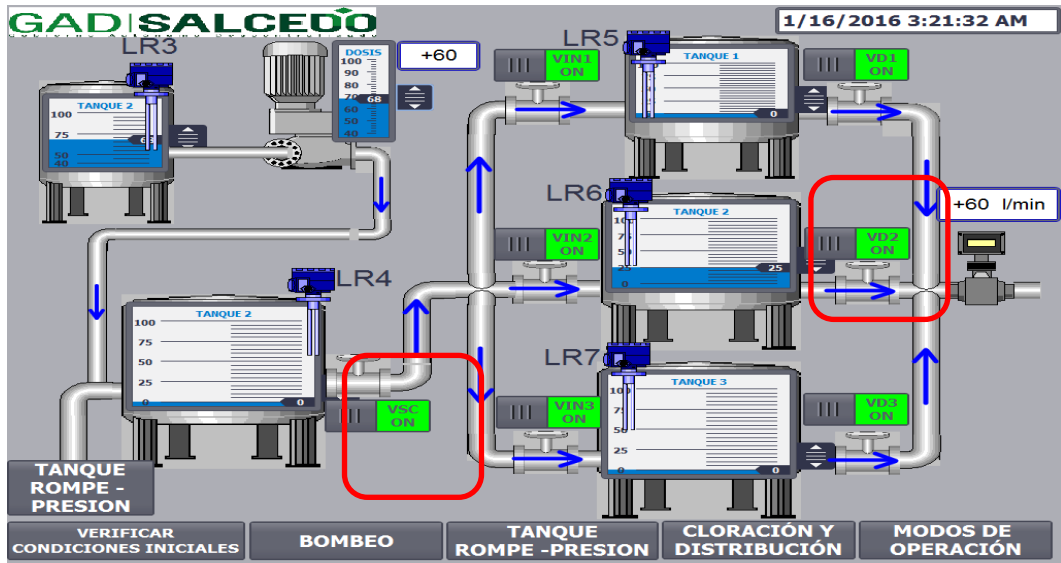 GAD SALCEDO
1/16/2016 3:21:32 AM
LR3
DOSIS
100
90
80
70
68
60
50
40
+60
LR5
VIN1
ON
TANQUE 1
0
VD1
ON
TANQUE 2
100
75
50
40
LR6
TANQUE 2
VIN2
ON
50
25
25
0
VD2
ON
+60 l/min
LR4
TANQUE 2
100
75
50
25
0
0
VSC
ON
LR7
TANQUE 3
VIN3
ON
25
0
0
VD3
ON
TANQUE
ROMPE -
PRESION
VERIFICAR
CONDICIONES INICIALES
BOMBEO
TANQUE
ROMPE -PRESION
CLORACIÓN Y
DISTRIBUCIÓN
MODOS DE
OPERACIÓN